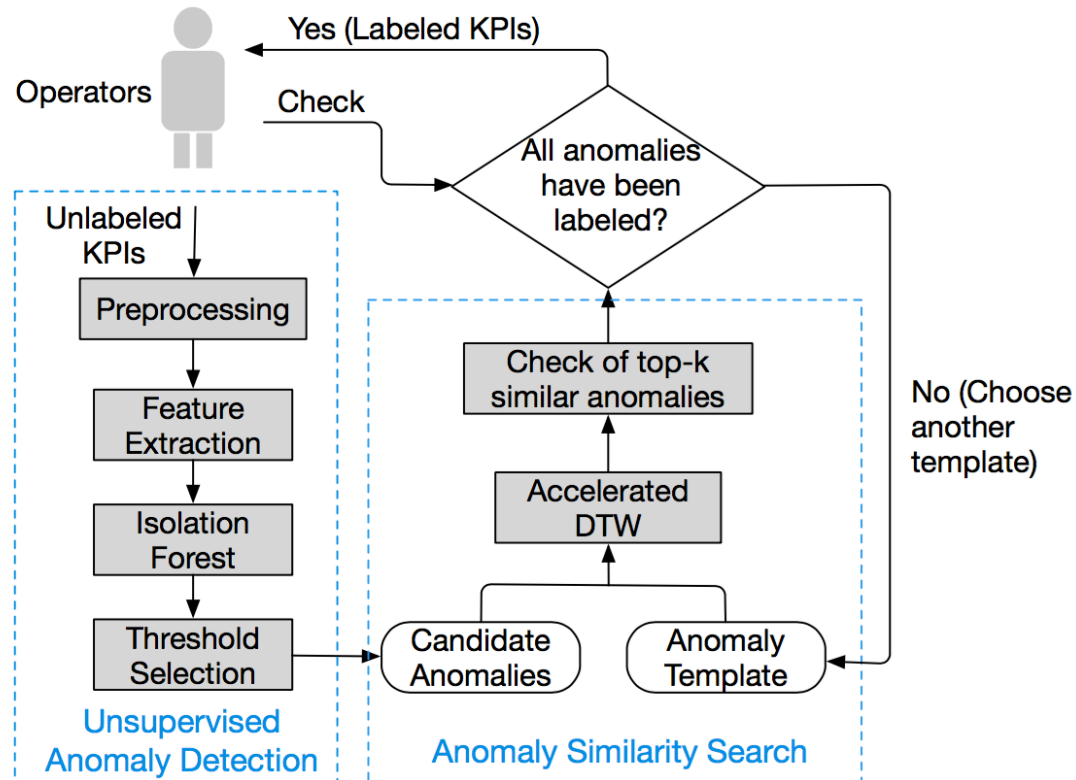 Yes (Labeled KPIs)
Operators
Check
All anomalies
have been
labeled?
Unlabeled
KPIs
Preprocessing
Feature
Extraction
Isolation
Forest
Threshold
Selection
Unsupervised
Anomaly Detection
Check of top-k
similar anomalies
Accelerated
DTW
Candidate
Anomalies
Anomaly
Template
Anomaly Similarity Search
No (Choose
another
template)